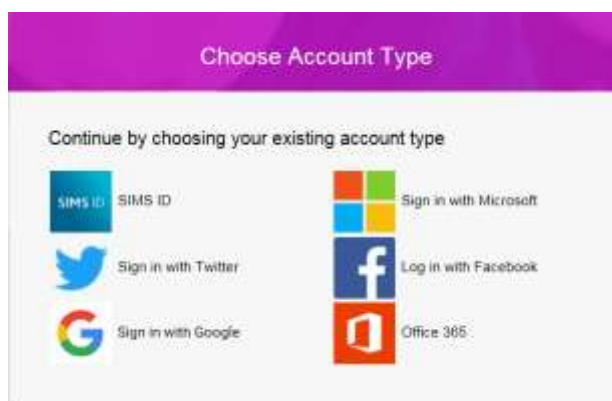 Choose Account Type
Continue by choosing your existing account type
SIMS ID SIMS ID
Sign in with Microsoft
Sign in with Twitter
Log in with Facebook
Sign in with Google
Office 365